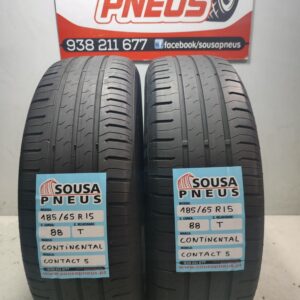 PNEUS
938 211 677
facebook/sousapneus
SOUSA
PNEUS
185/65 R15
88 T
CONTINENTAL
CONTACT 5
SOUSA
PNEUS
185/65 R15
88 T
CONTINENTAL
CONTACT 5